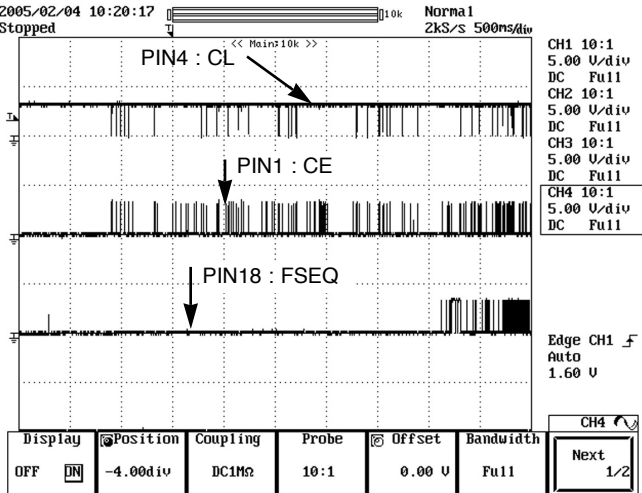 2005/02/04 10:20:17
10k
Normal
Stopped
T
2kS/s 500ms/div
<< Main:10k >>
PIN4 : CL
PIN1 : CE
PIN18 : FSEQ
CH1 10:1
5.00 V/div
DC Full
CH2 10:1
5.00 V/div
DC Full
CH3 10:1
5.00 V/div
DC Full
CH4 10:1
5.00 V/div
DC Full
Edge CH1
Auto
1.60 V
CH4
Display
OFF ON
Position
-4.00div
Coupling
DC1MΩ
Probe
10:1
Offset
0.00 V
Bandwidth
Full
Next
1/2